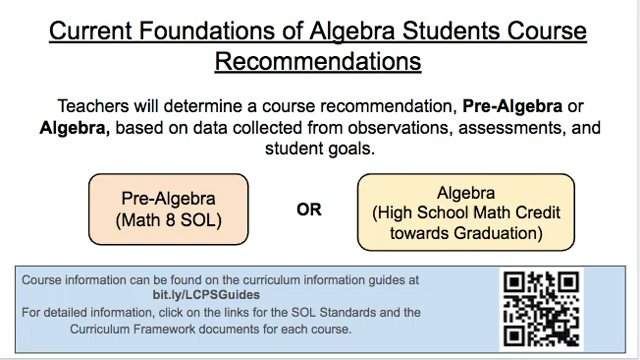 Current Foundations of Algebra Students Course
Recommendations
Teachers will determine a course recommendation, Pre-Algebra or
Algebra, based on data collected from observations, assessments, and
student goals.
Pre-Algebra
(Math 8 SOL)
OR
Algebra
(High School Math Credit
towards Graduation)
Course information can be found on the curriculum information guides at
bit.ly/LCPSGuides
For detailed information, click on the links for the SOL Standards and the
Curriculum Framework documents for each course.